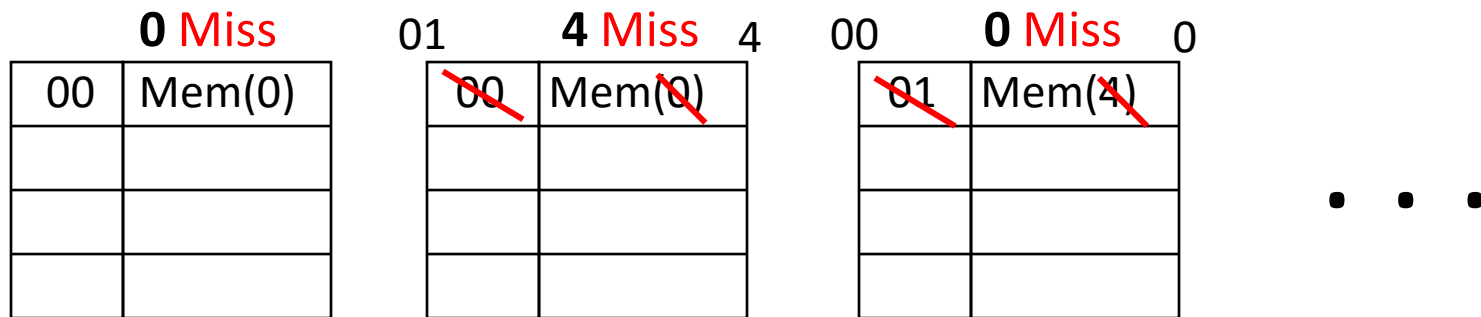 0 Miss
00 Mem(0)
01 4 Miss 4
00 Mem(0)
00 0 Miss 0
01 Mem(4)
. . .